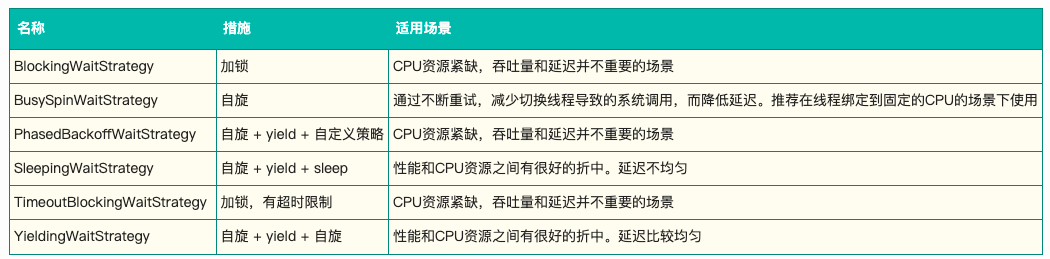 名称 措施 适用场景
BlockingWaitStrategy 加锁 CPU资源紧缺，吞吐量和延迟并不重要的场景
BusySpinWaitStrategy 自旋 通过不断重试，减少切换线程导致的系统调用，而降低延迟。推荐在线程绑定到固定的CPU的场景下使用
PhasedBackoffWaitStrategy 自旋 + yield + 自定义策略 CPU资源紧缺，吞吐量和延迟并不重要的场景
SleepingWaitStrategy 自旋 + yield + sleep 性能和CPU资源之间有很好的折中。延迟不均匀
TimeoutBlockingWaitStrategy 加锁，有超时限制 CPU资源紧缺，吞吐量和延迟并不重要的场景
YieldingWaitStrategy 自旋 + yield + 自旋 性能和CPU资源之间有很好的折中。延迟比较均匀